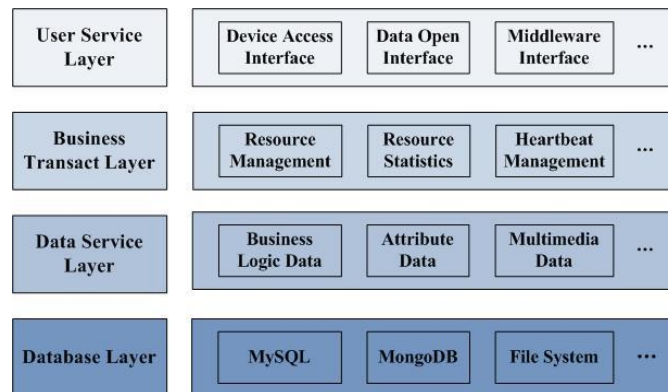 User Service
Layer
Device Access
Interface
Data Open
Interface
Middleware
Interface
...
Business
Transact Layer
Resource
Management
Resource
Statistics
Heartbeat
Management
...
Data Service
Layer
Business
Logic Data
Attribute
Data
Multimedia
Data
...
Database Layer
MySQL
MongoDB
File System
...